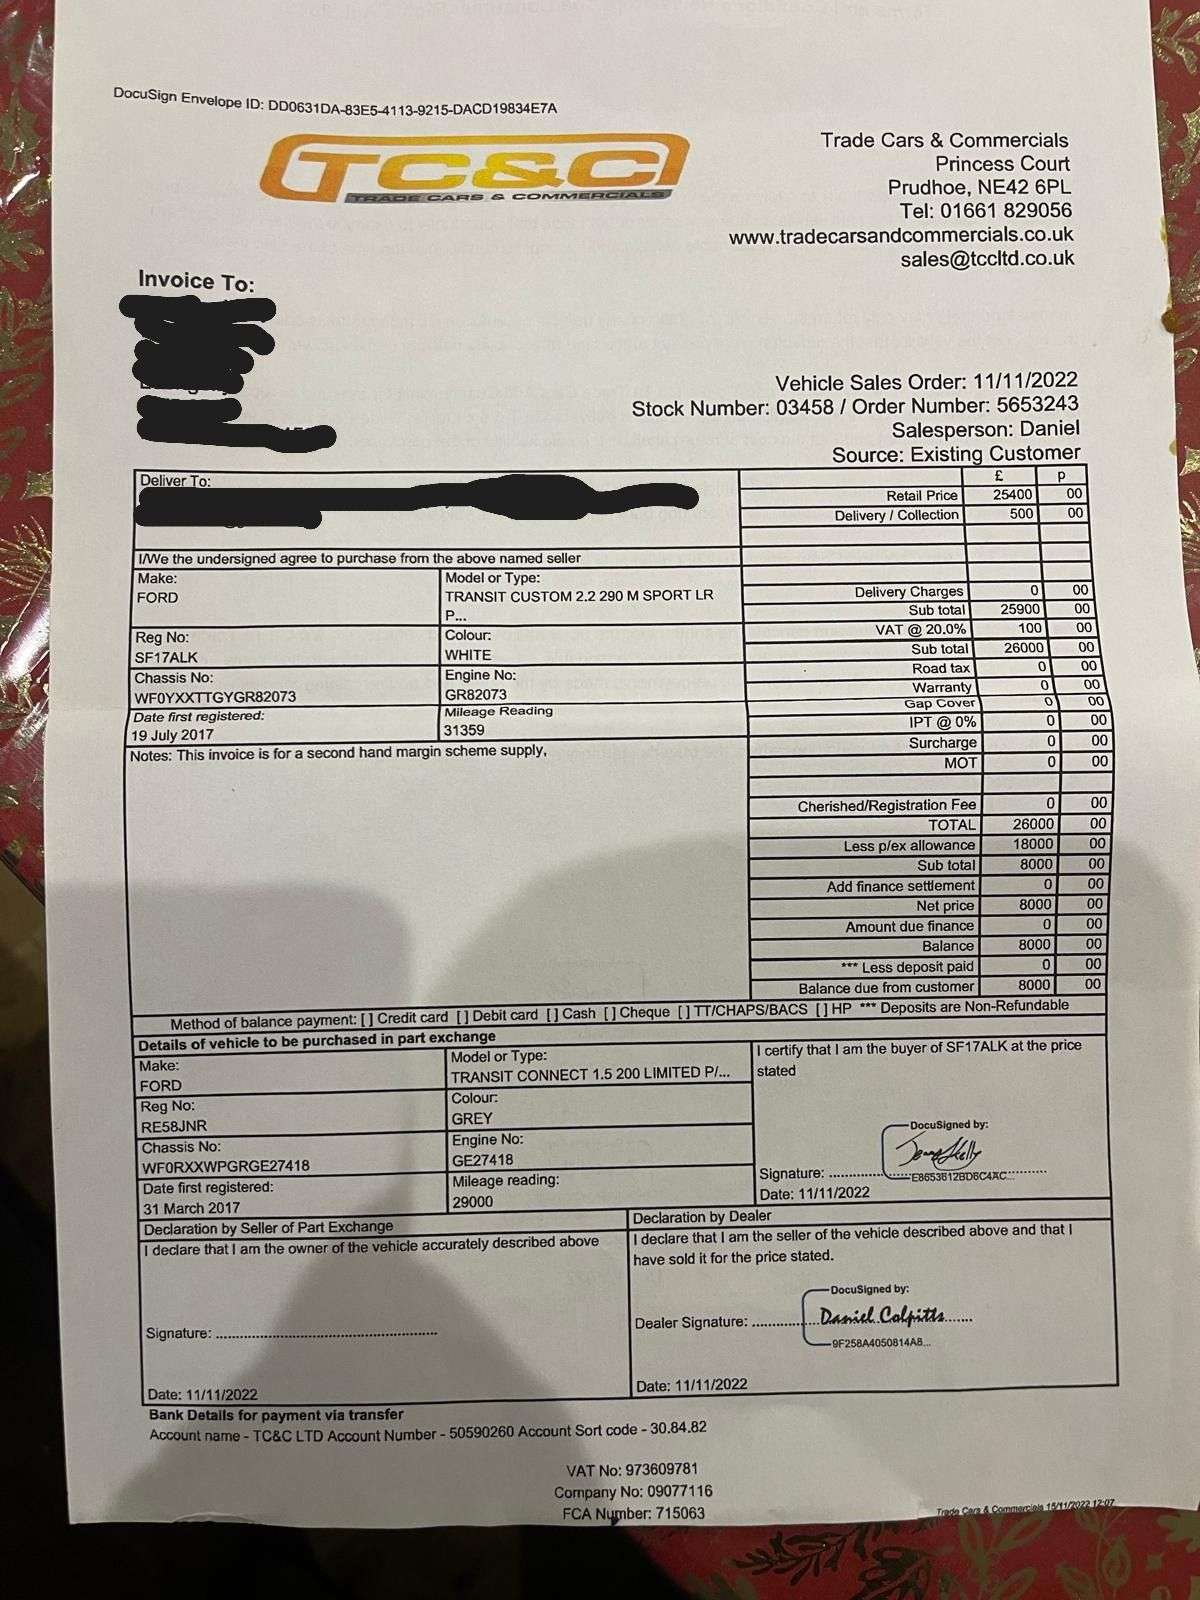 DocuSign Envelope ID: DD0631DA-83E5-4113-9215-DACD19834E7A
TC&C
TRADE CARS & COMMERCIALS
Trade Cars & Commercials
Princess Court
Prudhoe, NE42 6PL
Tel: 01661 829056
www.tradecarsandcommercials.co.uk
sales@tccltd.co.uk
Invoice To:
Vehicle Sales Order: 11/11/2022
Stock Number: 03458 / Order Number: 5653243
Salesperson: Daniel
Source: Existing Customer
Deliver To:
£ p
Retail Price 25400 00
Delivery / Collection 500 00
I/We the undersigned agree to purchase from the above named seller
Make:
FORD
Model or Type:
TRANSIT CUSTOM 2.2 290 M SPORT LR
P...
Reg No:
SF17ALK
Colour:
WHITE
Chassis No:
WF0YXXTTGYGR82073
Engine No:
GR82073
Date first registered:
19 July 2017
Mileage Reading
31359
Notes: This invoice is for a second hand margin scheme supply,
Delivery Charges 0 00
Sub total 25900 00
VAT @ 20.0% 100 00
Sub total 26000 00
Road tax 0 00
Warranty 0 00
Gap Cover 0 00
IPT @ 0% 0 00
Surcharge 0 00
MOT 0 00
Cherished/Registration Fee 0 00
TOTAL 26000 00
Less p/ex allowance 18000 00
Sub total 8000 00
Add finance settlement 0 00
Net price 8000 00
Amount due finance 0 00
Balance 8000 00
*** Less deposit paid 0 00
Balance due from customer 8000 00
Method of balance payment: [ ] Credit card [ ] Debit card [ ] Cash [ ] Cheque [ ] TT/CHAPS/BACS [ ] HP *** Deposits are Non-Refundable
Details of vehicle to be purchased in part exchange
Make:
FORD
Model or Type:
TRANSIT CONNECT 1.5 200 LIMITED P/...
Reg No:
RE58JNR
Colour:
GREY
Chassis No:
WF0RXXWPGRGE27418
Engine No:
GE27418
Date first registered:
31 March 2017
Mileage reading:
29000
I certify that I am the buyer of SF17ALK at the price
stated
DocuSigned by:
Signature:
E8653612BD6C4AC...
Date: 11/11/2022
Declaration by Seller of Part Exchange
I declare that I am the owner of the vehicle accurately described above
Signature:
Date: 11/11/2022
Declaration by Dealer
I declare that I am the seller of the vehicle described above and that I
have sold it for the price stated.
DocuSigned by:
Dealer Signature: Daniel Colpitts
9F258A4050814A8...
Date: 11/11/2022
Bank Details for payment via transfer
Account name - TC&C LTD Account Number - 50590260 Account Sort code - 30.84.82
VAT No: 973609781
Company No: 09077116
FCA Number: 715063
Trade Cars & Commercials 15/11/2022 12:07